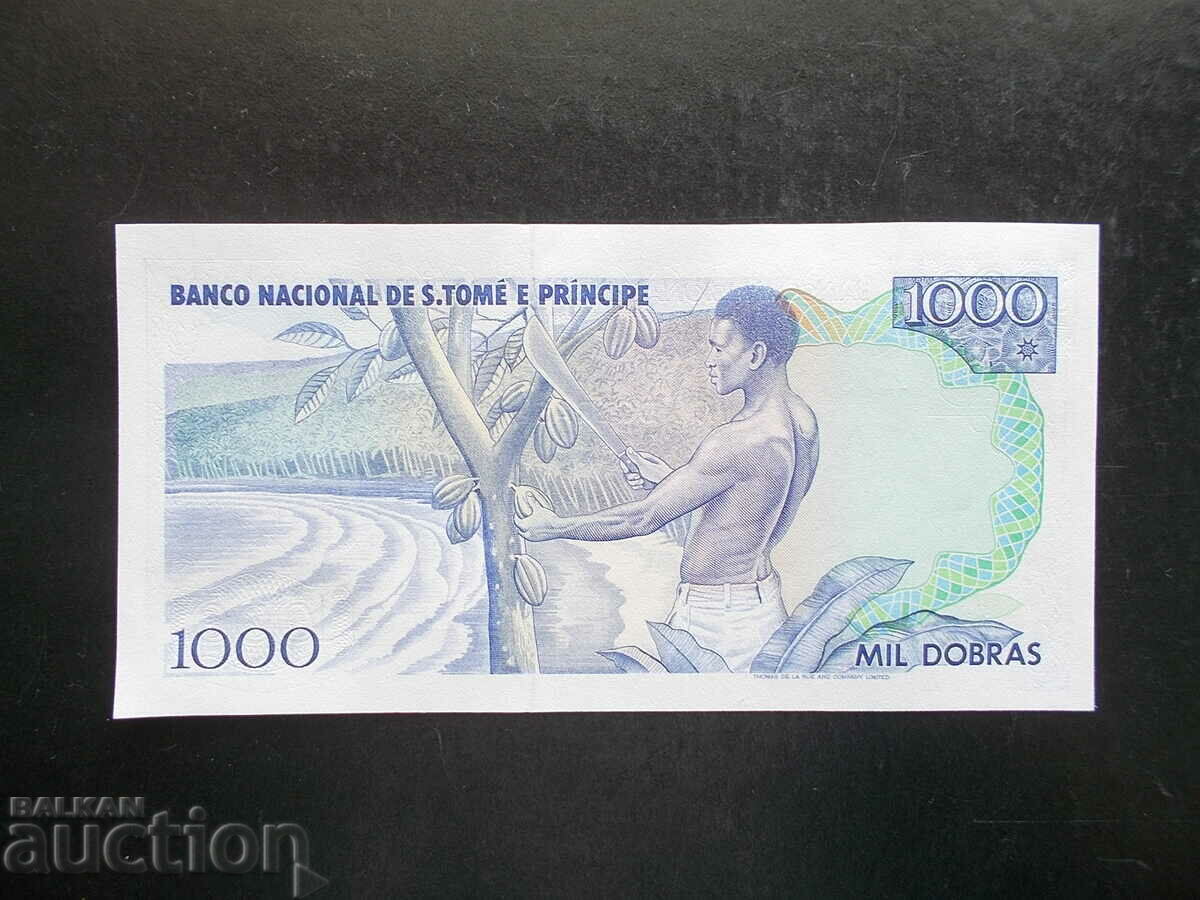 BANCO NACIONAL DE S.TOMÉ E PRÍNCIPE
1000
1000
MIL DOBRAS
THOMAS DE LA RUE AND COMPANY LIMITED
BALKAN
auction